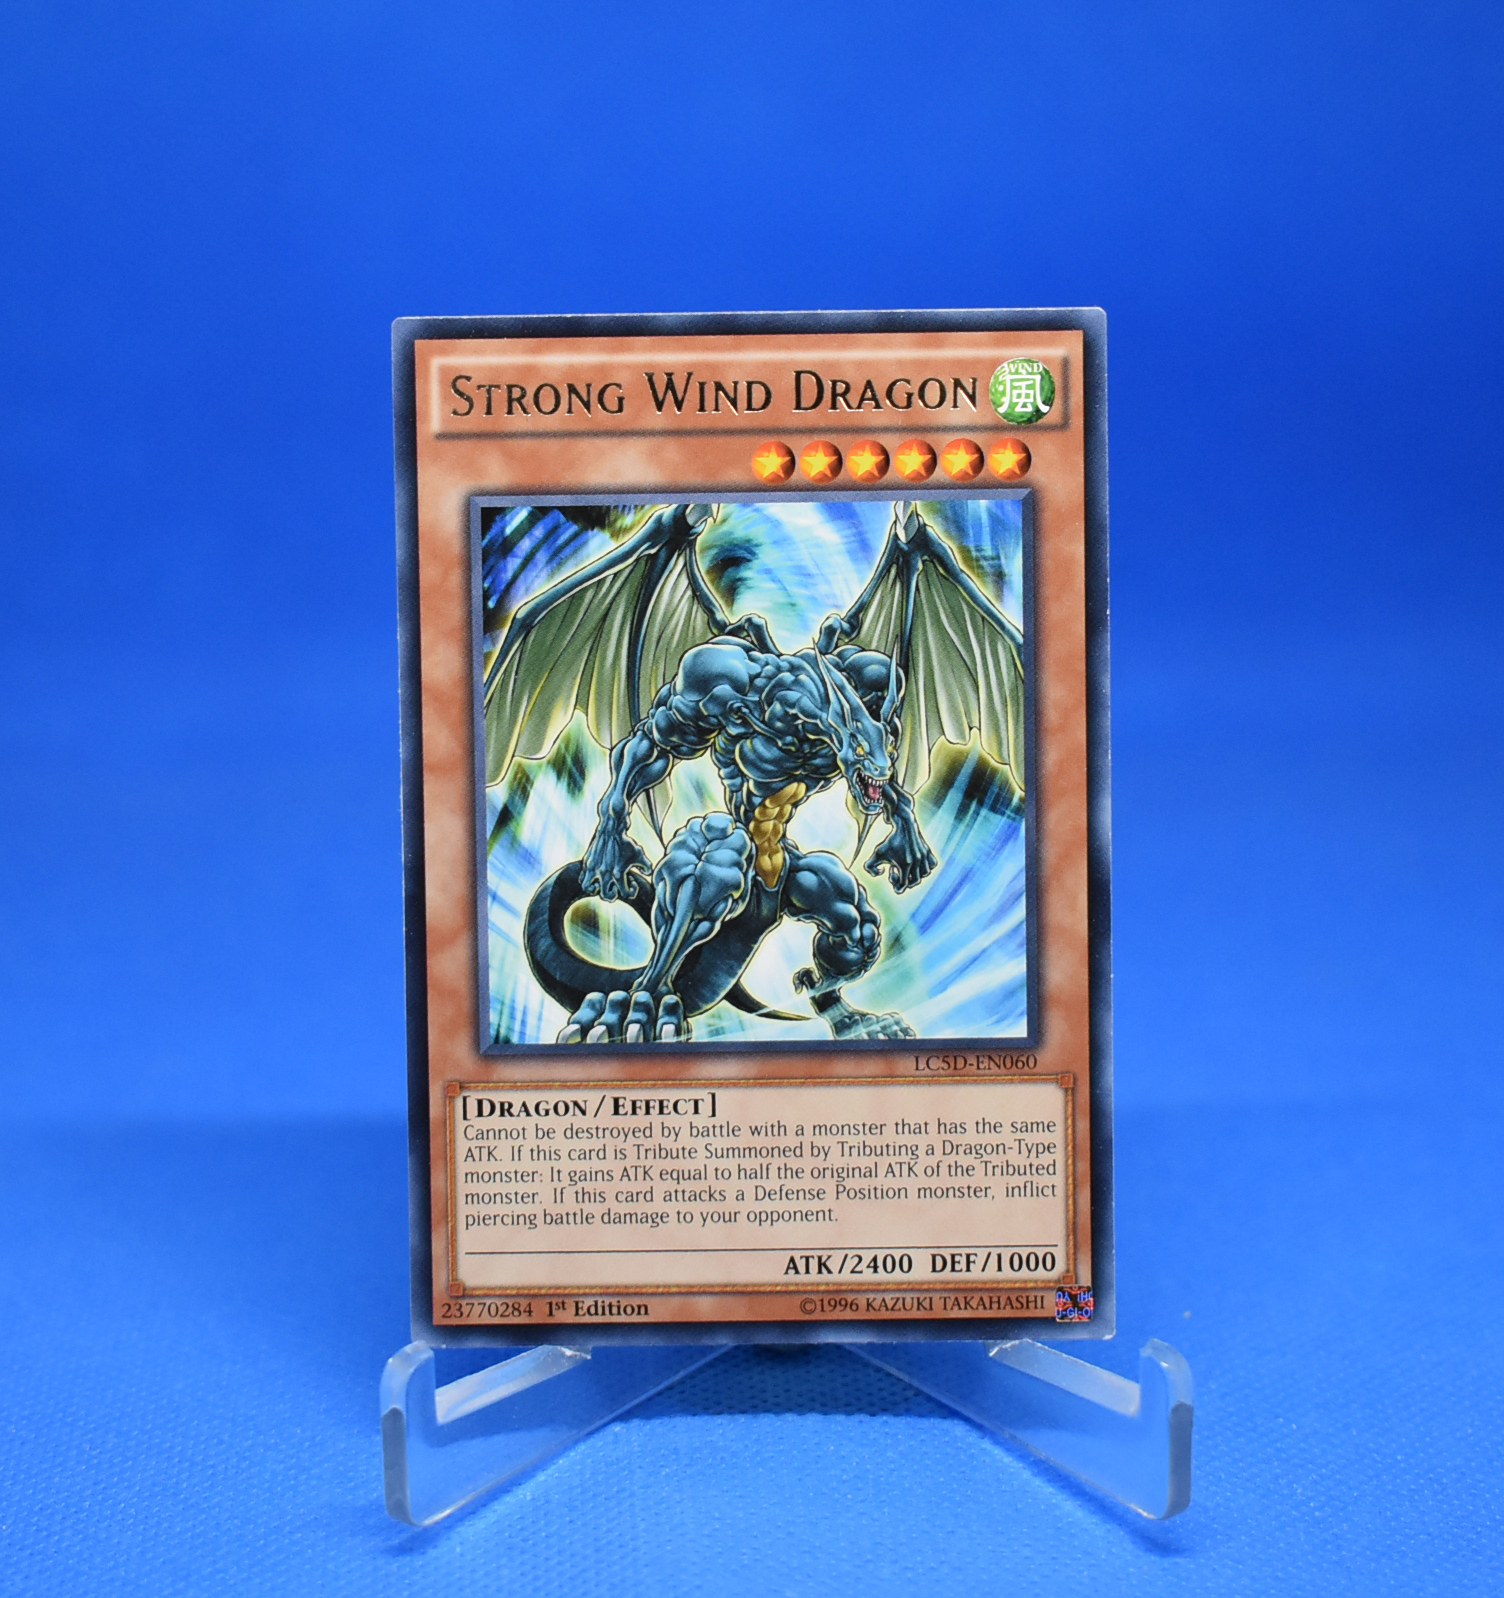 STRONG WIND DRAGON
WIND
風
LC5D-EN060
[DRAGON/EFFECT]
Cannot be destroyed by battle with a monster that has the same
ATK. If this card is Tribute Summoned by Tributing a Dragon-Type
monster: It gains ATK equal to half the original ATK of the Tributed
monster. If this card attacks a Defense Position monster, inflict
piercing battle damage to your opponent.
ATK/2400 DEF/1000
23770284 1st Edition
©1996 KAZUKI TAKAHASHI